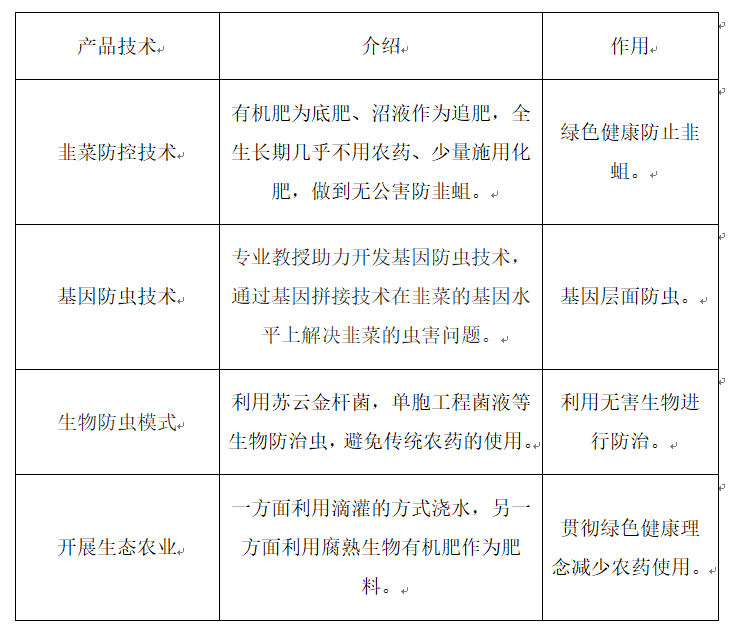 产品技术
介绍
作用
韭菜防控技术
有机肥为底肥、沼液作为追肥，全
生长期几乎不用农药、少量施用化
肥，做到无公害防韭蛆。
绿色健康防止韭
蛆。
基因防虫技术
专业教授助力开发基因防虫技术，
通过基因拼接技术在韭菜的基因水
平上解决韭菜的虫害问题。
基因层面防虫。
生物防虫模式
利用苏云金杆菌，单胞工程菌液等
生物防治虫，避免传统农药的使用。
利用无害生物进
行防治。
开展生态农业
一方面利用滴灌的方式浇水，另一
方面利用腐熟生物有机肥作为肥
料。
贯彻绿色健康理
念减少农药使用。